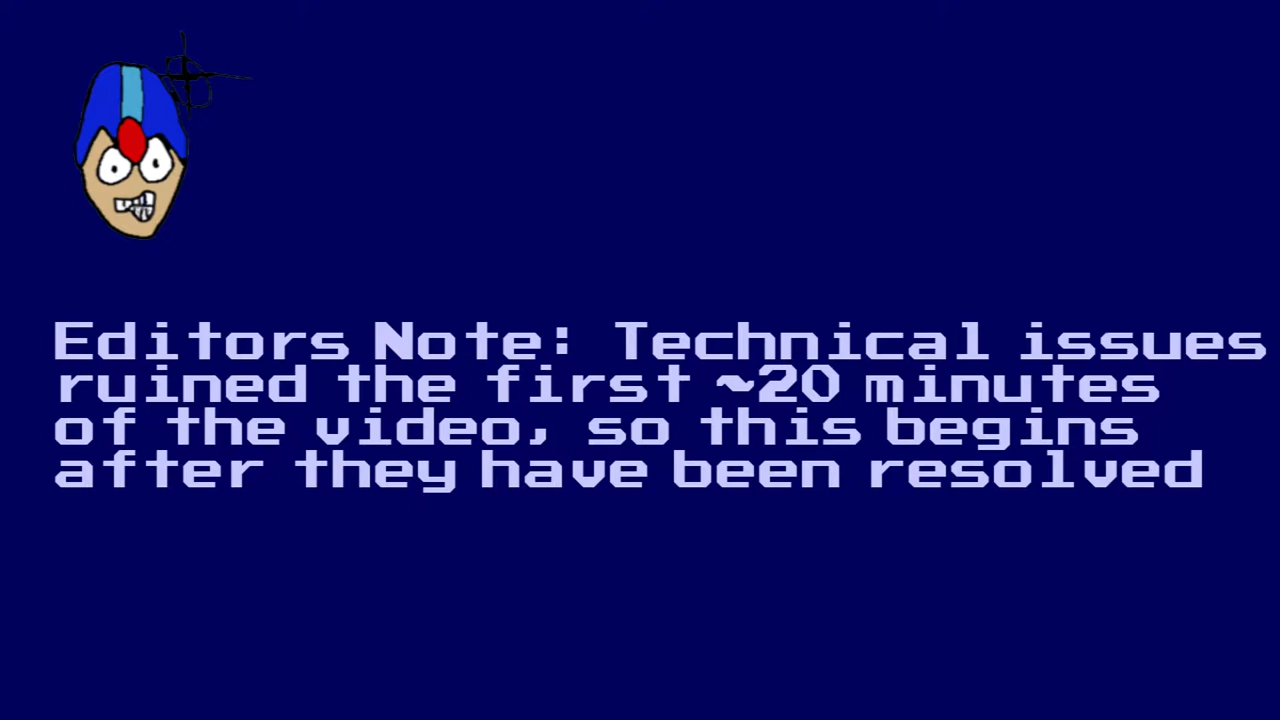 Editors Note: Technical issues
ruined the first ~20 minutes
of the video, so this begins
after they have been resolved